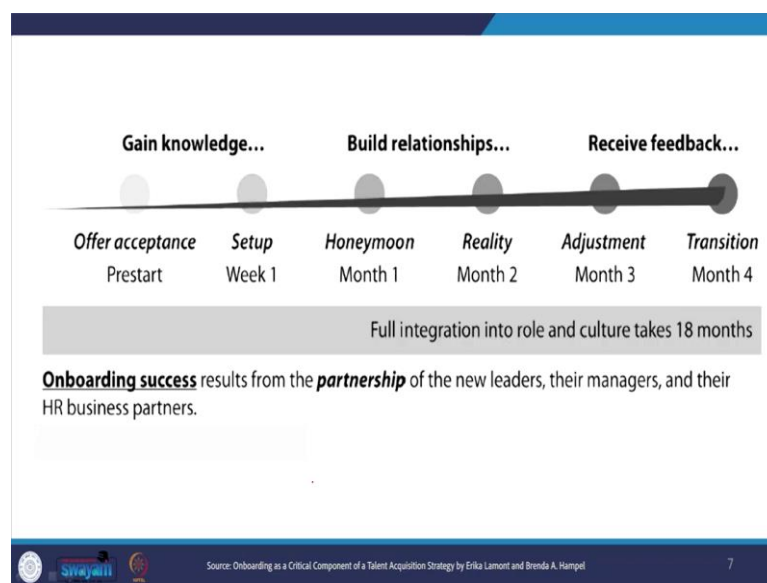 Gain knowledge... Build relationships... Receive feedback...
Offer acceptance Setup Honeymoon Reality Adjustment Transition
Prestart Week 1 Month 1 Month 2 Month 3 Month 4
Full integration into role and culture takes 18 months
Onboarding success results from the partnership of the new leaders, their managers, and their
HR business partners.
swayam
Source: Onboarding as a Critical Component of a Talent Acquisition Strategy by Erika Lamont and Brenda A. Hampel
7